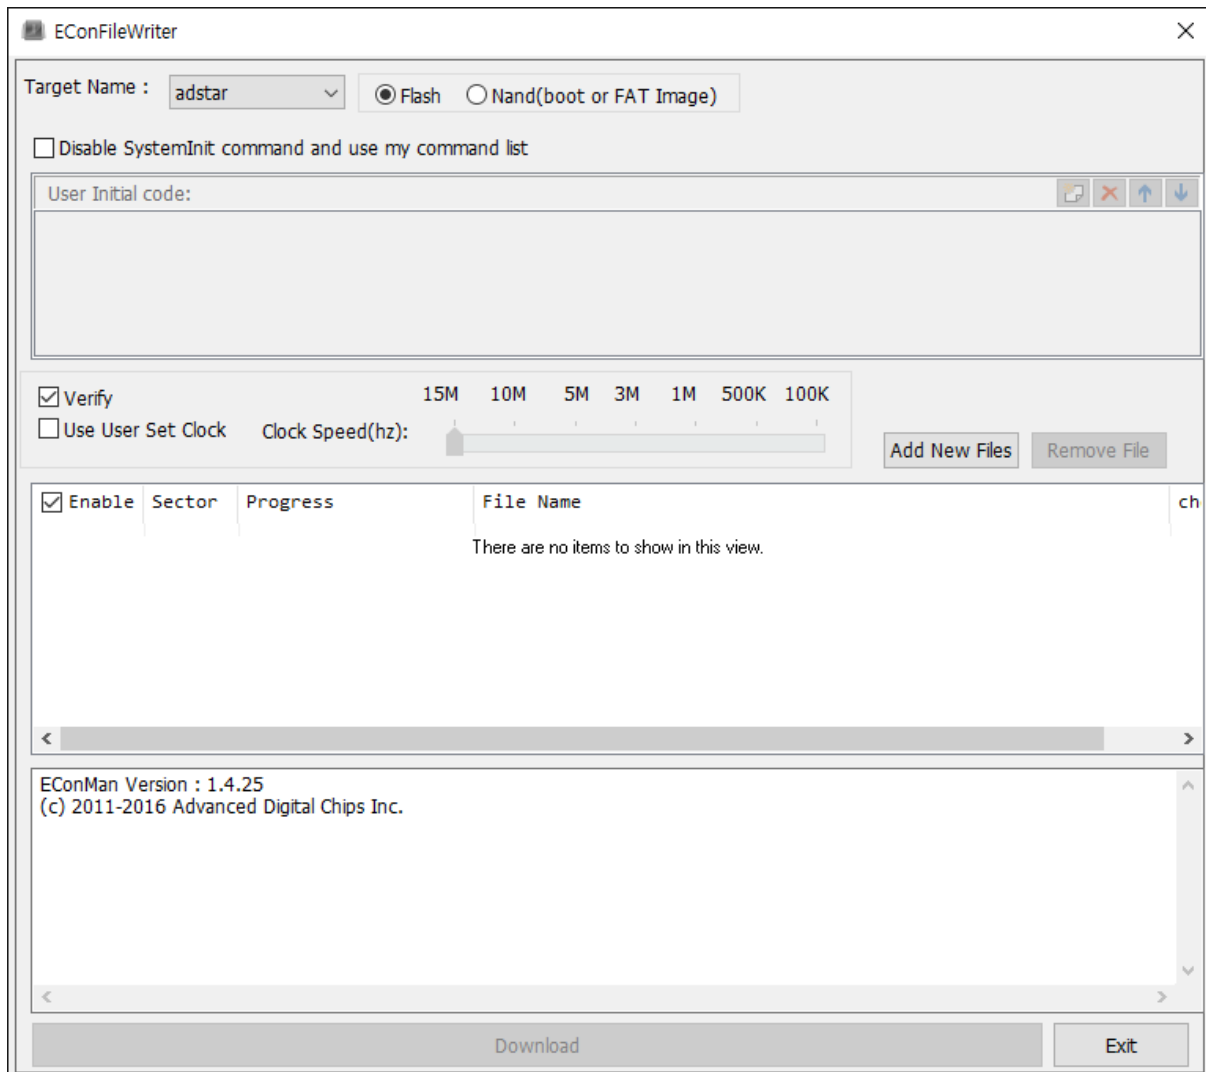 EConFileWriter
Target Name : adstar Flash Nand(boot or FAT Image)
Disable SystemInit command and use my command list
User Initial code:
15M 10M 5M 3M 1M 500K 100K
Verify
Use User Set Clock Clock Speed(hz):
Add New Files Remove File
Enable Sector Progress File Name ch
There are no items to show in this view.
EConMan Version : 1.4.25
(c) 2011-2016 Advanced Digital Chips Inc.
Download Exit